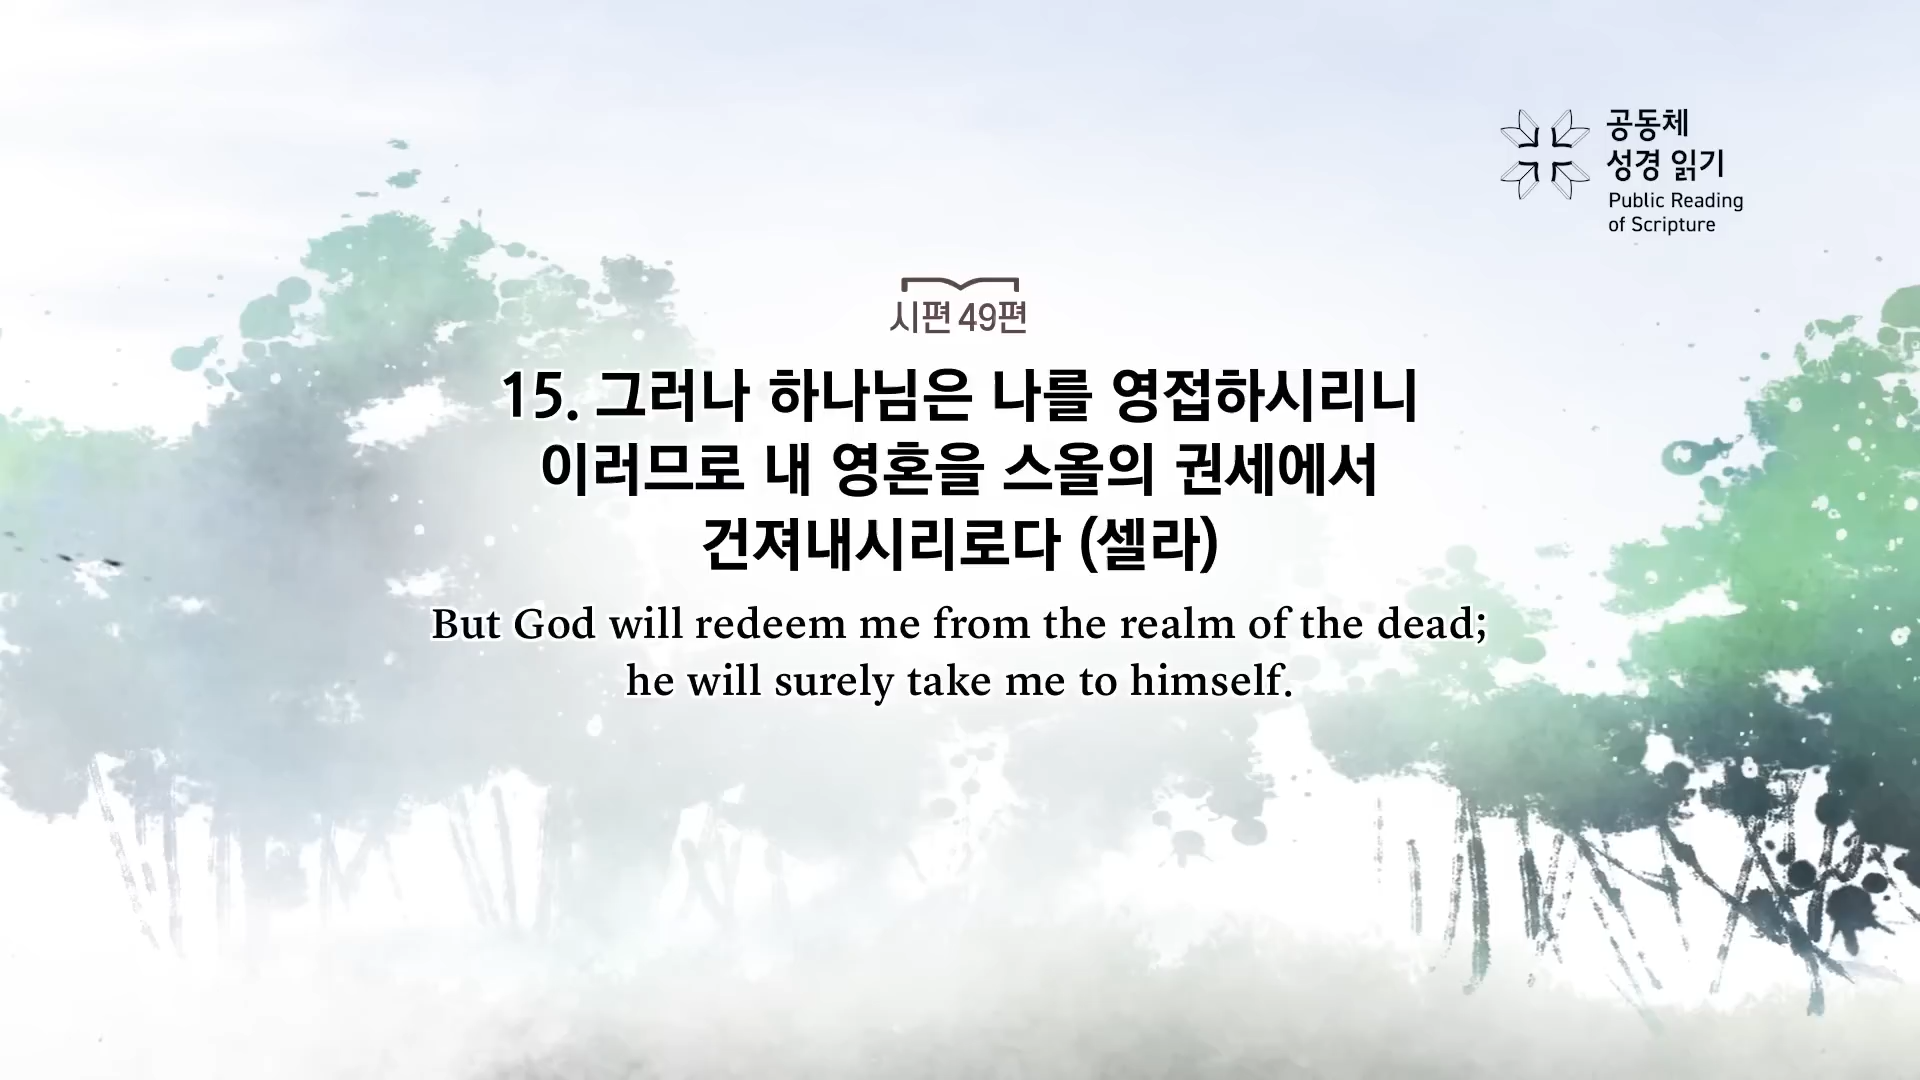 공동체
성경 읽기
Public Reading
of Scripture
시편 49편
15. 그러나 하나님은 나를 영접하시리니
이러므로 내 영혼을 스올의 권세에서
건져내시리로다 (셀라)
But God will redeem me from the realm of the dead;
he will surely take me to himself.